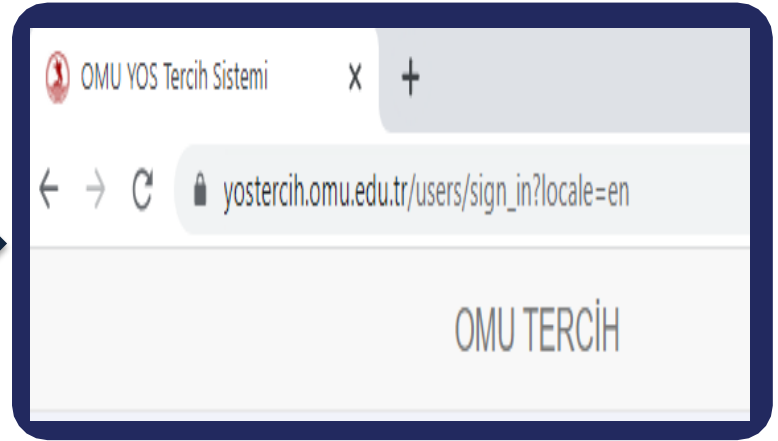 OMU YOS Tercih Sistemi
yostercih.omu.edu.tr/users/sign_in?locale=en
OMU TERCİH